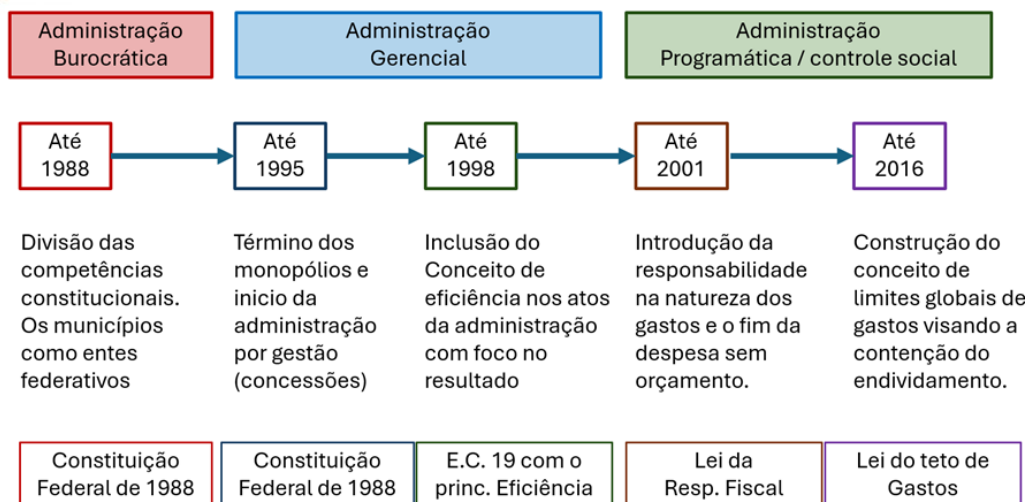 Administração
Burocrática
Administração
Gerencial
Administração
Programática / controle social
Até
1988
Até
1995
Até
1998
Até
2001
Até
2016
Divisão das
competências
constitucionais.
Os municípios
como entes
federativos
Término dos
monopólios e
inicio da
administração
por gestão
(concessões)
Inclusão do
Conceito de
eficiência nos atos
da administração
com foco no
resultado
Introdução da
responsabilidade
na natureza dos
gastos e o fim da
despesa sem
orçamento.
Construção do
conceito de
limites globais de
gastos visando a
contenção do
endividamento.
Constituição
Federal de 1988
Constituição
Federal de 1988
E.C. 19 com o
princ. Eficiência
Lei da
Resp. Fiscal
Lei do teto de
Gastos